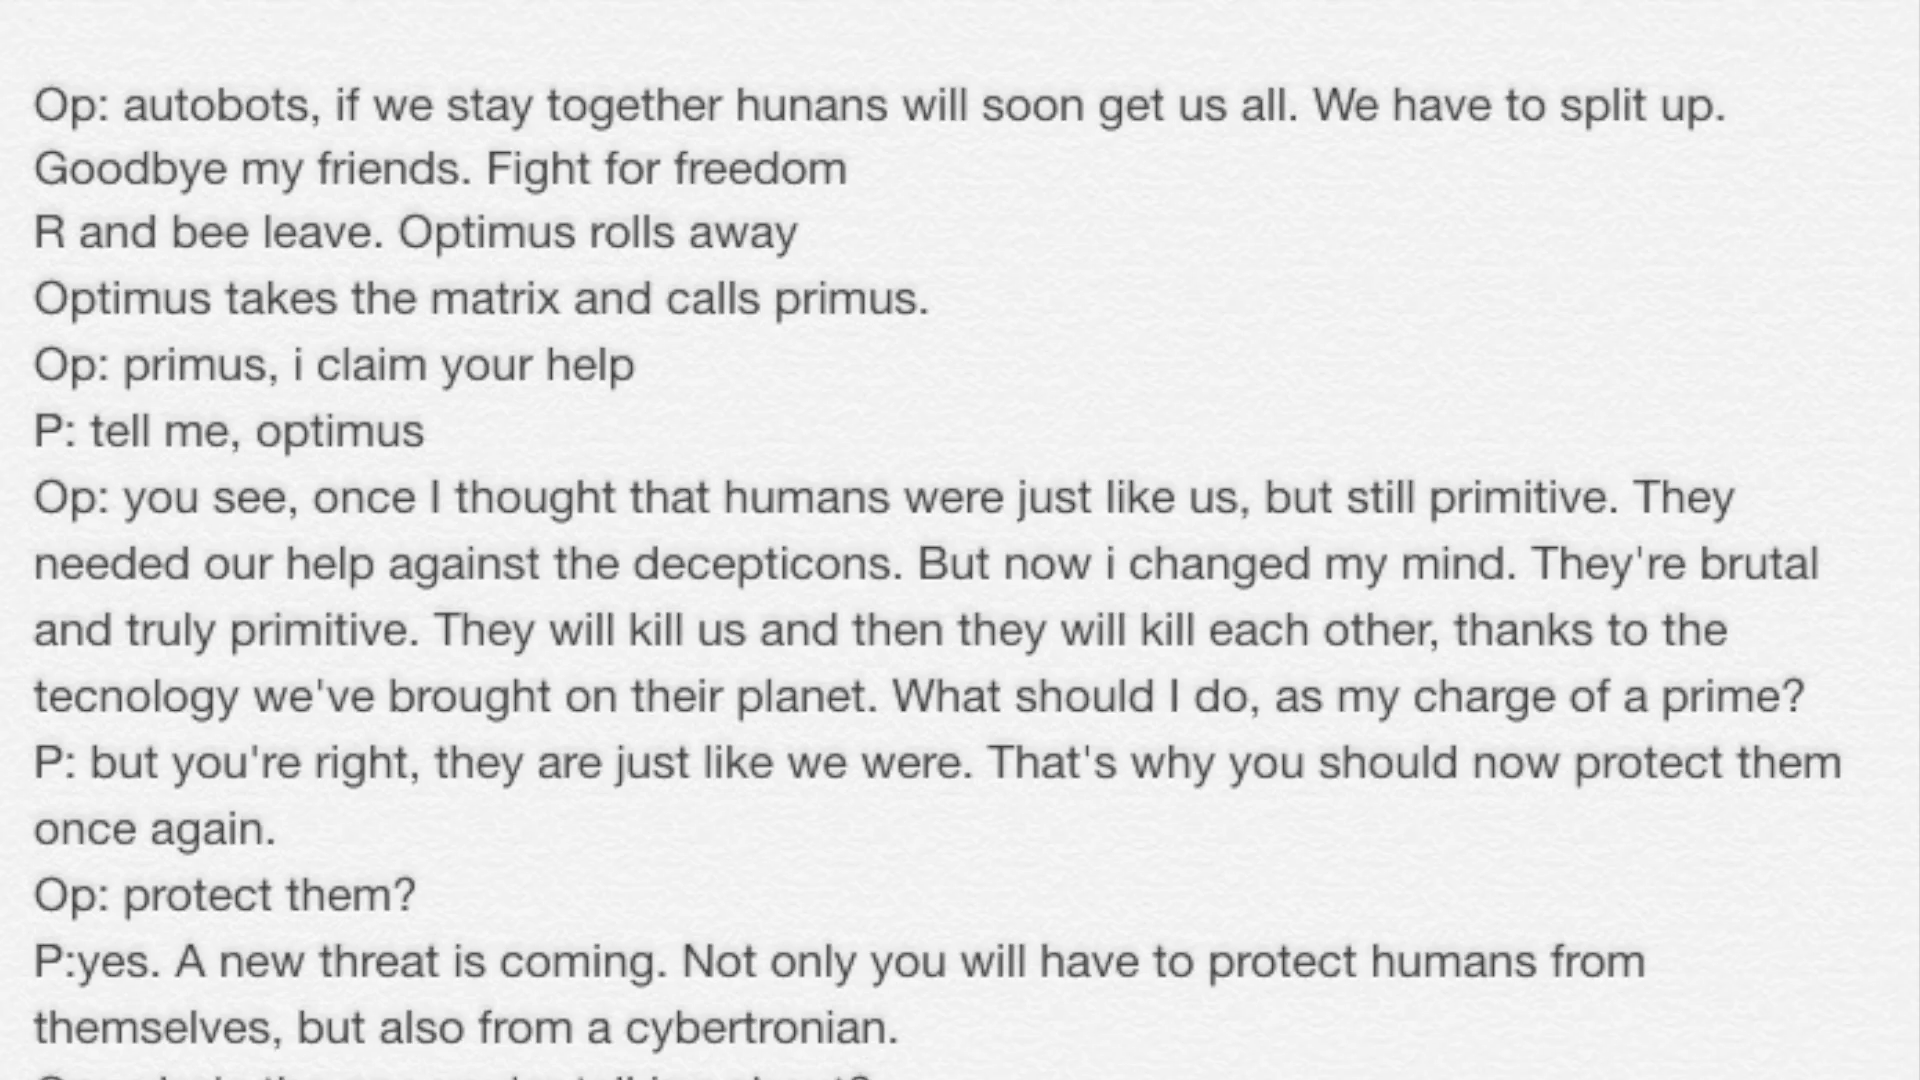 Op: autobots, if we stay together hunans will soon get us all. We have to split up.
Goodbye my friends. Fight for freedom
R and bee leave. Optimus rolls away
Optimus takes the matrix and calls primus.
Op: primus, i claim your help
P: tell me, optimus
Op: you see, once I thought that humans were just like us, but still primitive. They
needed our help against the decepticons. But now i changed my mind. They're brutal
and truly primitive. They will kill us and then they will kill each other, thanks to the
tecnology we've brought on their planet. What should I do, as my charge of a prime?
P: but you're right, they are just like we were. That's why you should now protect them
once again.
Op: protect them?
P:yes. A new threat is coming. Not only you will have to protect humans from
themselves, but also from a cybertronian.